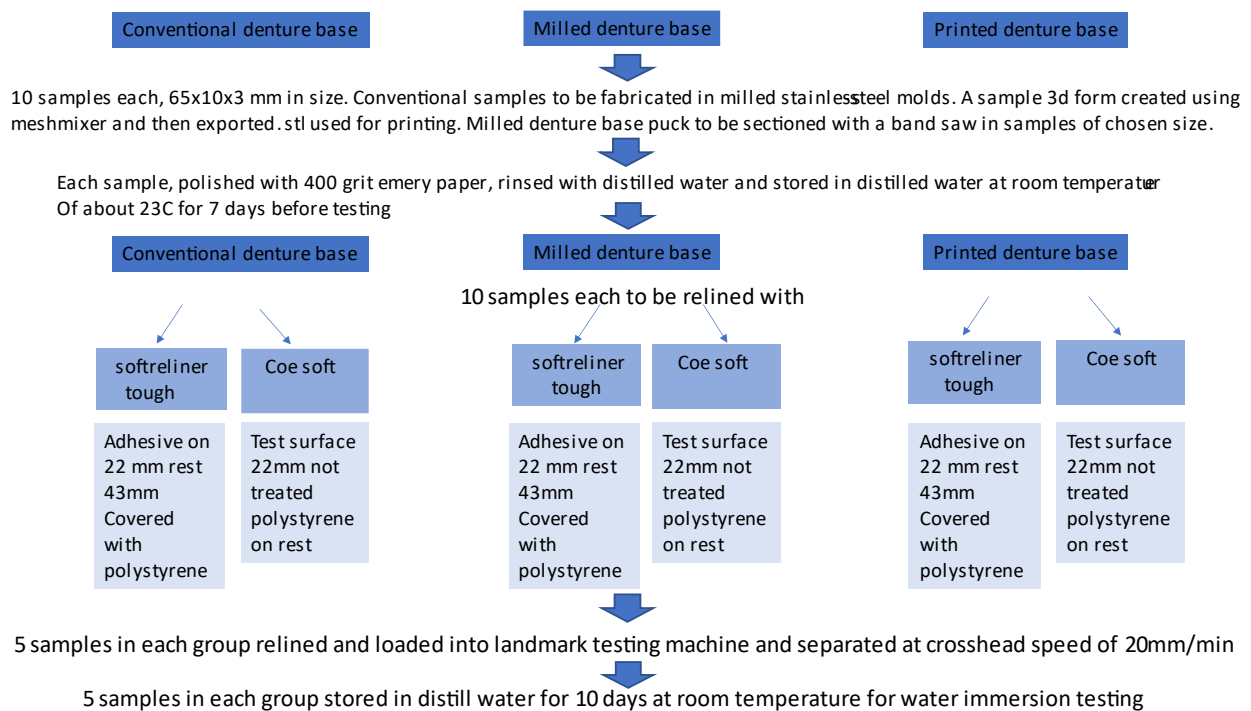 Conventional denture base
Milled denture base
Printed denture base
10 samples each, 65x10x3 mm in size. Conventional samples to be fabricated in milled stainless steel molds. A sample 3d form created using
meshmixer and then exported .stl used for printing. Milled denture base puck to be sectioned with a band saw in samples of chosen size.
Each sample, polished with 400 grit emery paper, rinsed with distilled water and stored in distilled water at room temperatuer
Of about 23C for 7 days before testing
Conventional denture base
Milled denture base
Printed denture base
10 samples each to be relined with
softreliner
tough
Coe soft
softreliner
tough
Coe soft
softreliner
tough
Coe soft
Adhesive on
22 mm rest
43mm
Covered
with
polystyrene
Test surface
22mm not
treated
polystyrene
on rest
Adhesive on
22 mm rest
43mm
Covered
with
polystyrene
Test surface
22mm not
treated
polystyrene
on rest
Adhesive on
22 mm rest
43mm
Covered
with
polystyrene
Test surface
22mm not
treated
polystyrene
on rest
5 samples in each group relined and loaded into landmark testing machine and separated at crosshead speed of 20mm/min
5 samples in each group stored in distill water for 10 days at room temperature for water immersion testing